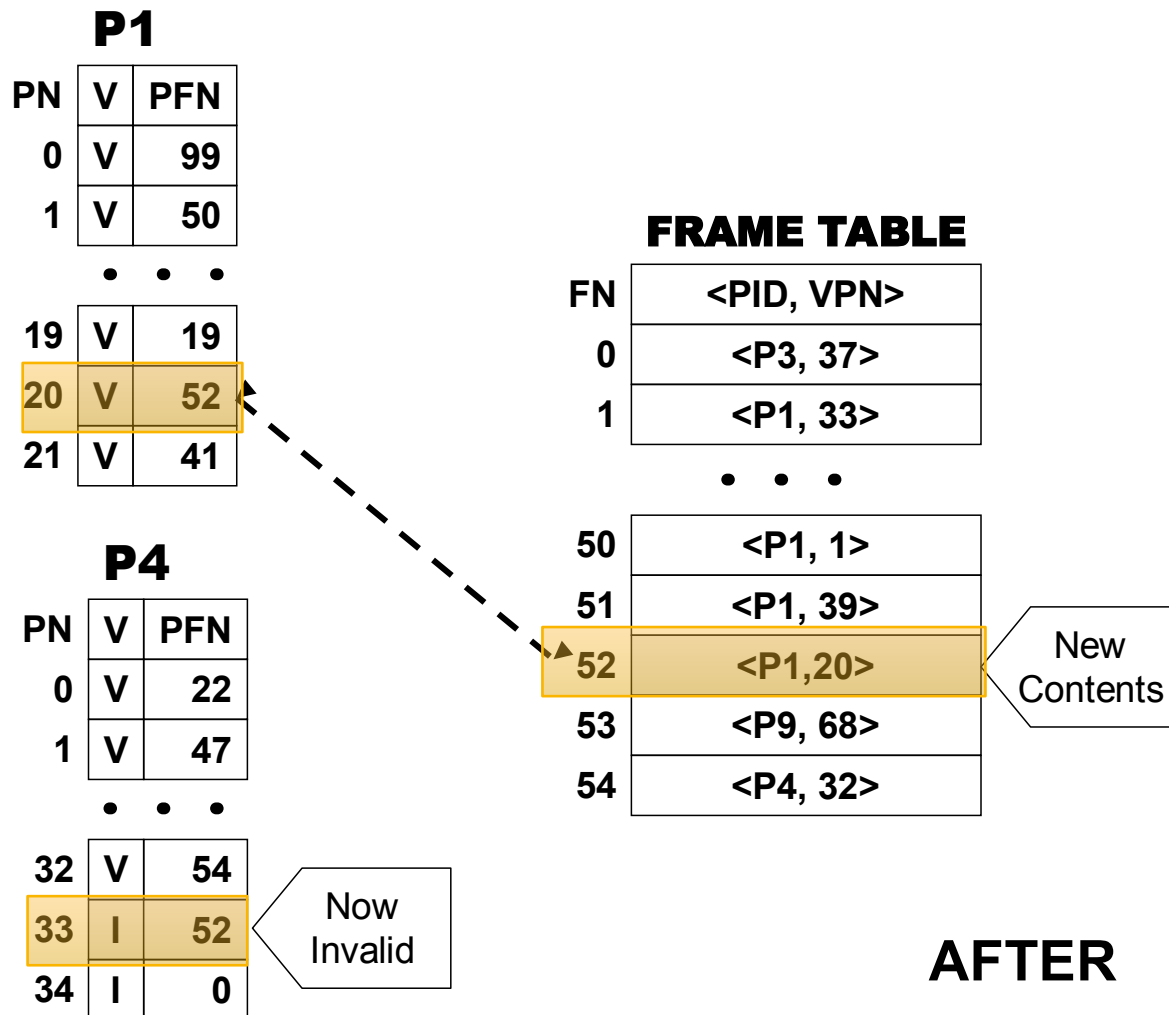 P1
PN V PFN
0 V 99
1 V 50
• • •
19 V 19
20 V 52
21 V 41
P4
PN V PFN
0 V 22
1 V 47
• • •
32 V 54
33 I 52
34 I 0
Now
Invalid
FRAME TABLE
FN <PID, VPN>
0 <P3, 37>
1 <P1, 33>
• • •
50 <P1, 1>
51 <P1, 39>
52 <P1,20>
53 <P9, 68>
54 <P4, 32>
New
Contents
AFTER